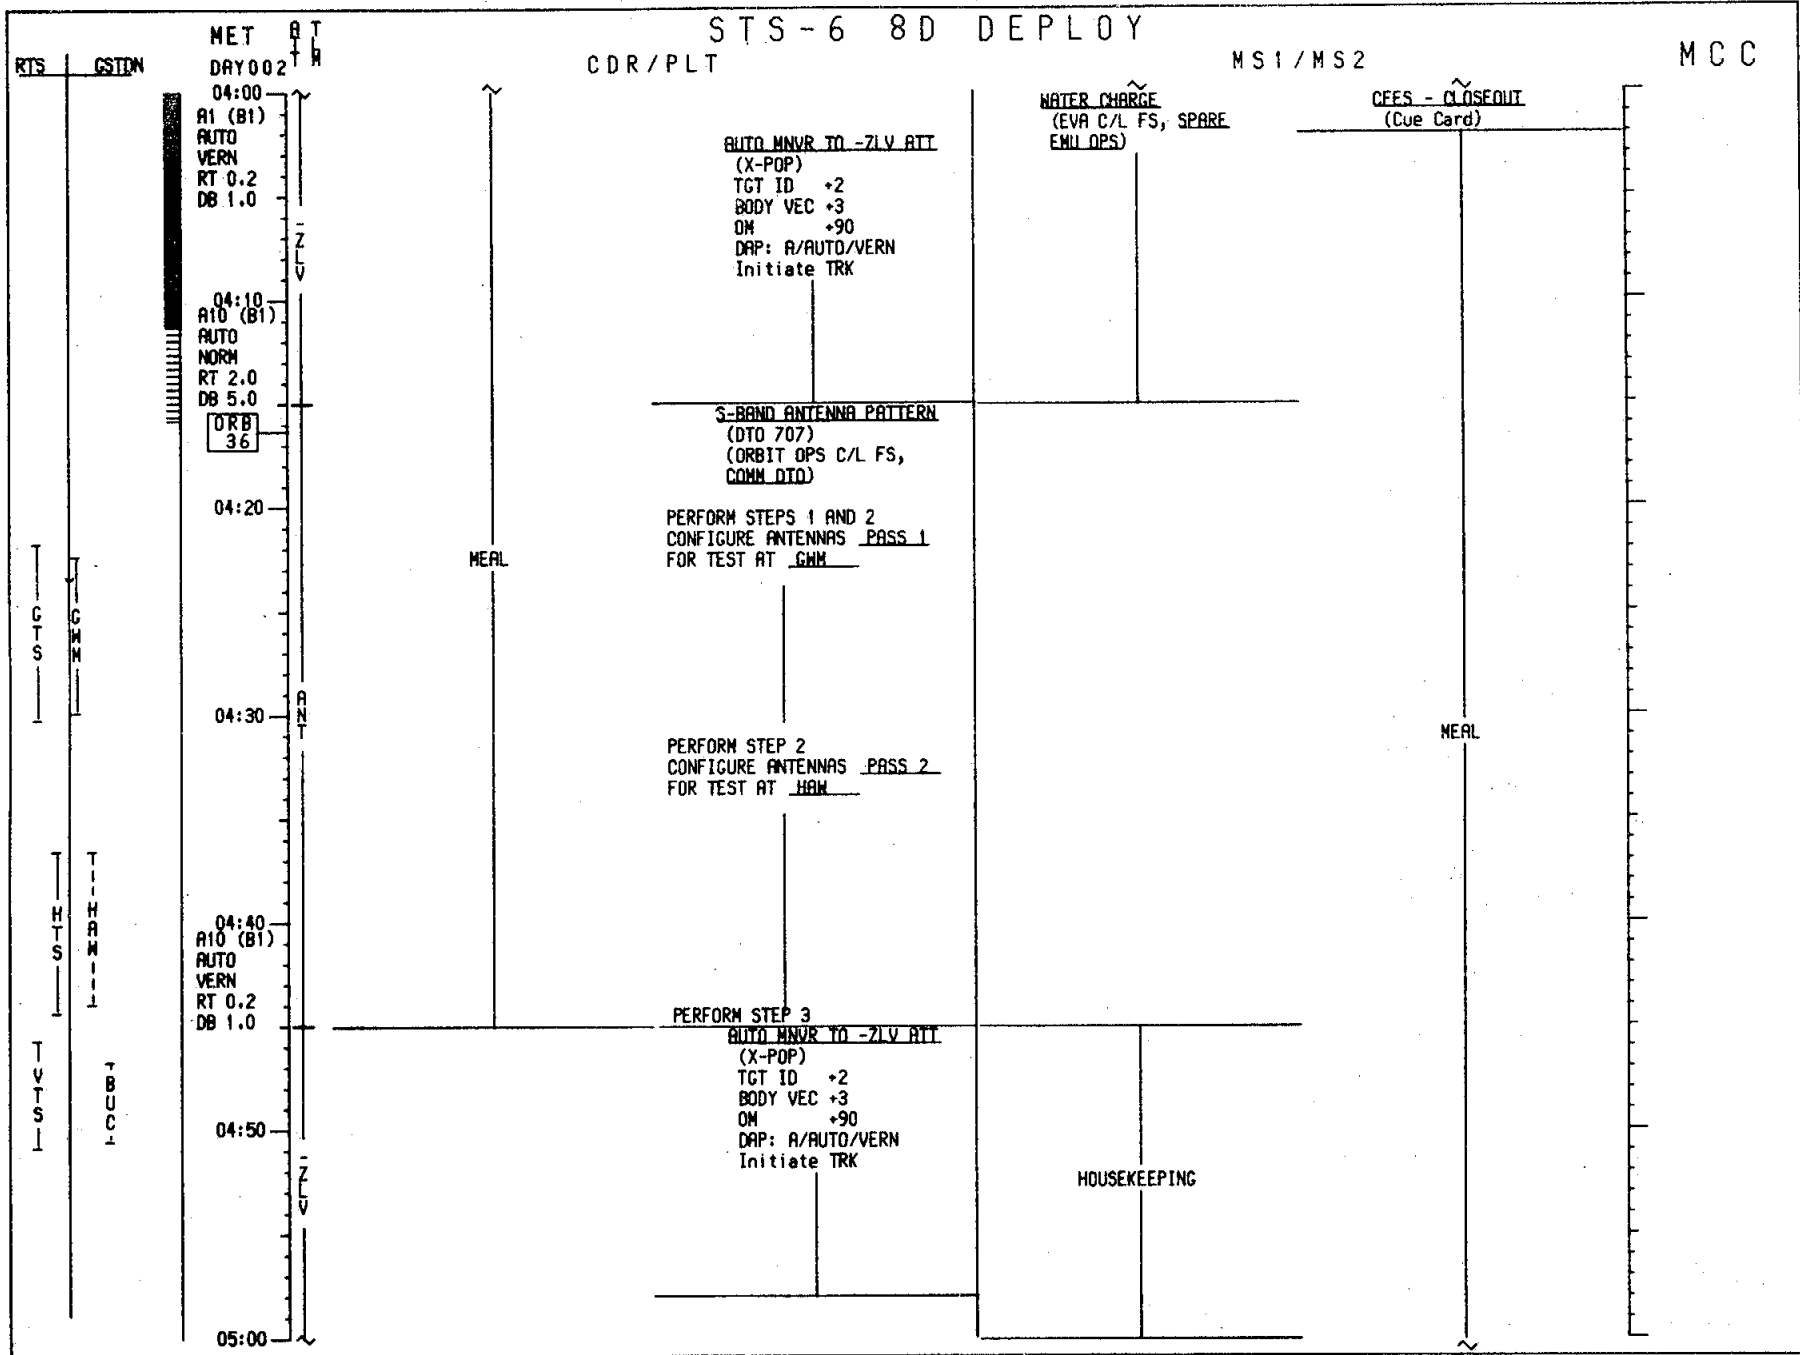 STS-6 8D DEPLOY
MET
ATT
TLM
RTS
GSTDN
DAY002
CDR/PLT
MS1/MS2
MCC
04:00
A1 (B1)
AUTO
VERN
RT 0.2
DB 1.0
-ZLV
04:10
A10 (B1)
AUTO
NORM
RT 2.0
DB 5.0
ORB
36
04:20
04:30
04:40
A10 (B1)
AUTO
VERN
RT 0.2
DB 1.0
04:50
05:00
ANT
-ZLV
GTS
GWM
HTS
HAW
VTS
BUC
MEAL
AUTO MNVR TO -ZLV ATT
(X-POP)
TGT ID +2
BODY VEC +3
OM +90
DAP: A/AUTO/VERN
Initiate TRK
S-BAND ANTENNA PATTERN
(DTO 707)
(ORBIT OPS C/L FS,
COMM DTO)
PERFORM STEPS 1 AND 2
CONFIGURE ANTENNAS PASS 1
FOR TEST AT GWM
PERFORM STEP 2
CONFIGURE ANTENNAS PASS 2
FOR TEST AT HAW
PERFORM STEP 3
AUTO MNVR TO -ZLV ATT
(X-POP)
TGT ID +2
BODY VEC +3
OM +90
DAP: A/AUTO/VERN
Initiate TRK
WATER CHARGE
(EVA C/L FS, SPARE
EMU OPS)
HOUSEKEEPING
CFES - CLOSEOUT
(Cue Card)
MEAL